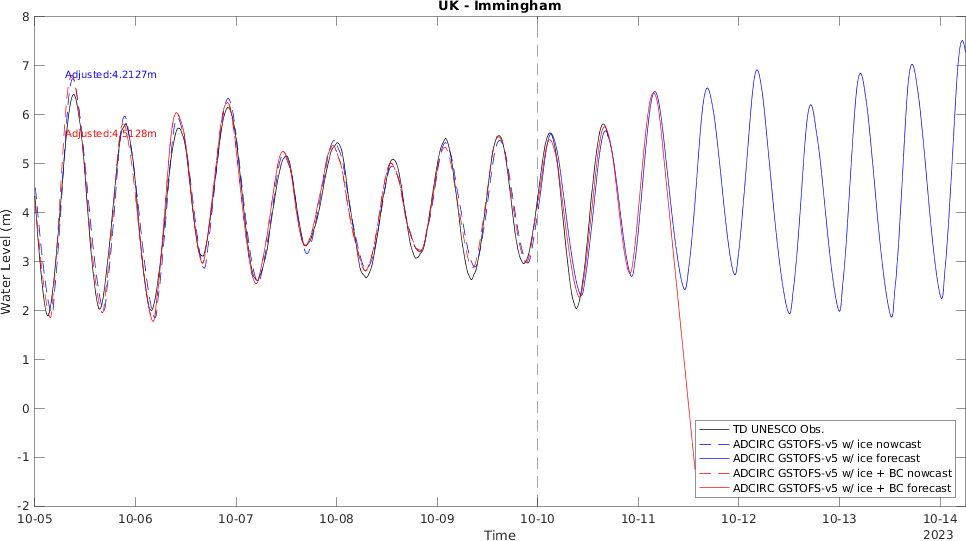 UK - Immingham
8
7
6
5
4
3
2
1
0
-1
-2
Water Level (m)
Adjusted:4.2127m
TD UNESCO Obs.
ADCIRC GSTOFS-v5 w/ ice nowcast
ADCIRC GSTOFS-v5 w/ ice forecast
ADCIRC GSTOFS-v5 w/ ice + BC nowcast
ADCIRC GSTOFS-v5 w/ ice + BC forecast
10-05
10-06
10-07
10-08
10-09
10-10
10-11
10-12
10-13
10-14
Time
2023